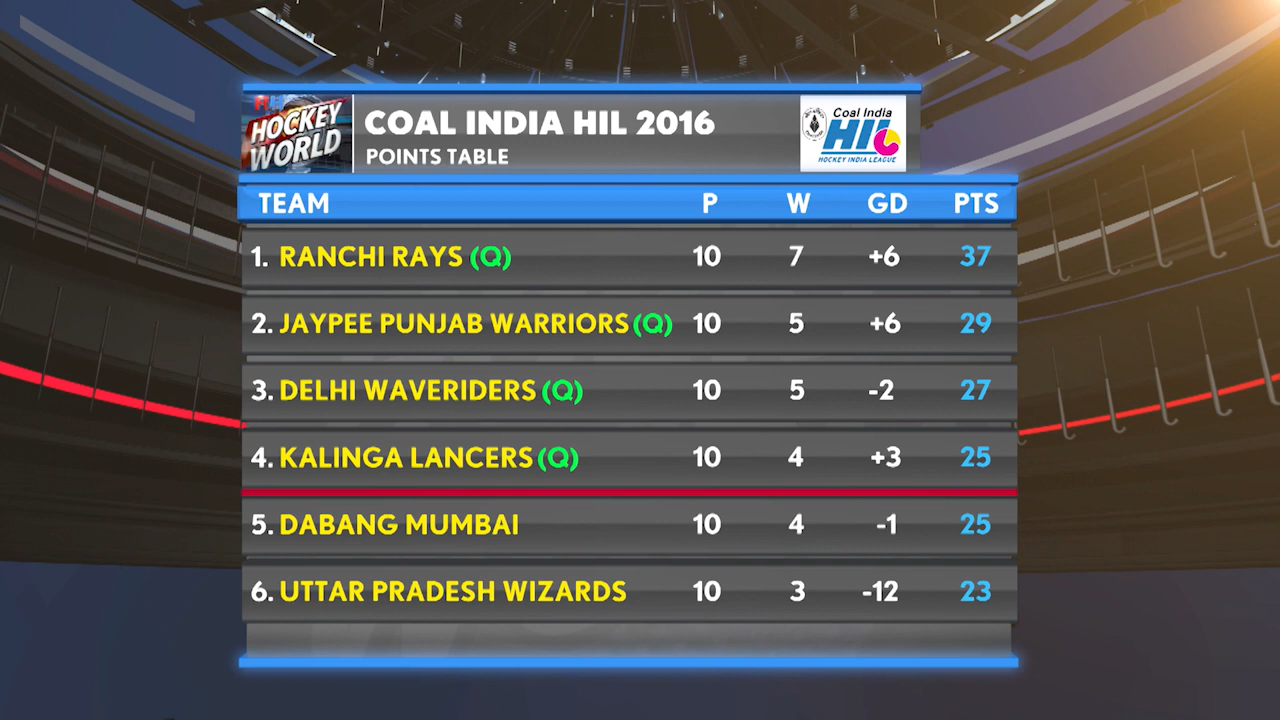 HOCKEY
WORLD
COAL INDIA HIL 2016
POINTS TABLE
Coal India
HIL
HOCKEY INDIA LEAGUE
TEAM P W GD PTS
1. RANCHI RAYS (Q) 10 7 +6 37
2. JAYPEE PUNJAB WARRIORS (Q) 10 5 +6 29
3. DELHI WAVERIDERS (Q) 10 5 -2 27
4. KALINGA LANCERS (Q) 10 4 +3 25
5. DABANG MUMBAI 10 4 -1 25
6. UTTAR PRADESH WIZARDS 10 3 -12 23